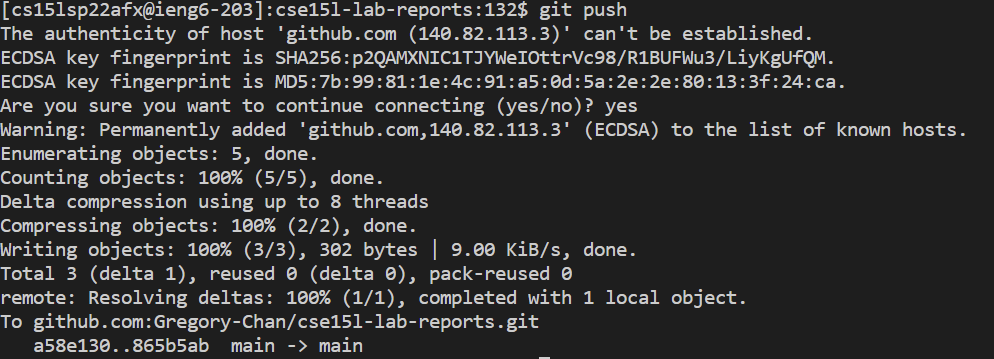 [cs15lsp22afx@ieng6-203]:cse15l-lab-reports:132$ git push
The authenticity of host 'github.com (140.82.113.3)' can't be established.
ECDSA key fingerprint is SHA256:p2QAMXNIC1TJYWeIOttrVc98/R1BUFWu3/LiyKgUfQM.
ECDSA key fingerprint is MD5:7b:99:81:1e:4c:91:a5:0d:5a:2e:2e:80:13:3f:24:ca.
Are you sure you want to continue connecting (yes/no)? yes
Warning: Permanently added 'github.com,140.82.113.3' (ECDSA) to the list of known hosts.
Enumerating objects: 5, done.
Counting objects: 100% (5/5), done.
Delta compression using up to 8 threads
Compressing objects: 100% (2/2), done.
Writing objects: 100% (3/3), 302 bytes | 9.00 KiB/s, done.
Total 3 (delta 1), reused 0 (delta 0), pack-reused 0
remote: Resolving deltas: 100% (1/1), completed with 1 local object.
To github.com:Gregory-Chan/cse15l-lab-reports.git
   a58e130..865b5ab  main -> main